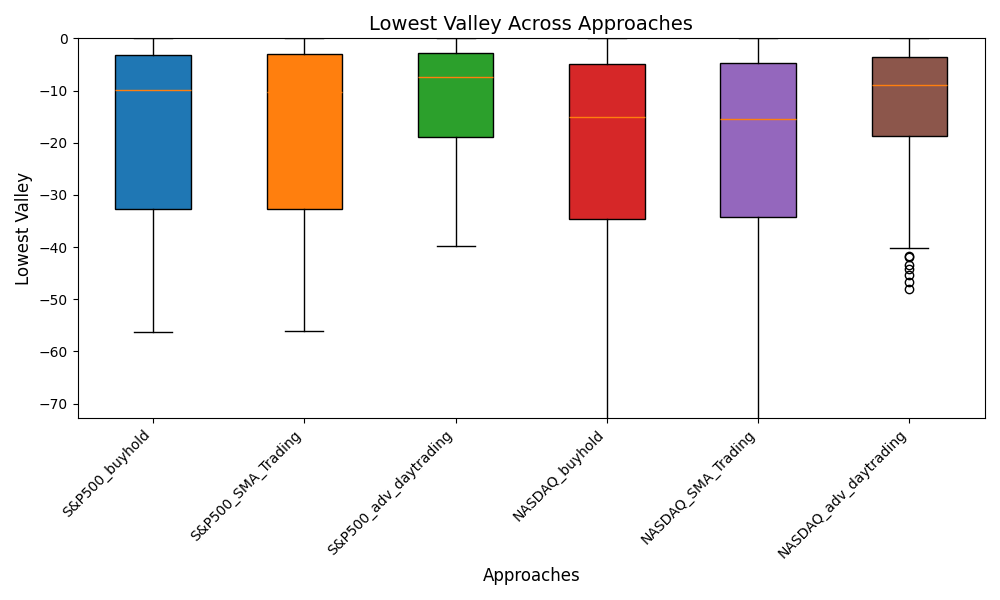 Lowest Valley Across Approaches
Lowest Valley
0
−10
−20
−30
−40
−50
−60
−70
S&P500_buyhold
S&P500_SMA_Trading
S&P500_adv_daytrading
NASDAQ_buyhold
NASDAQ_SMA_Trading
NASDAQ_adv_daytrading
Approaches